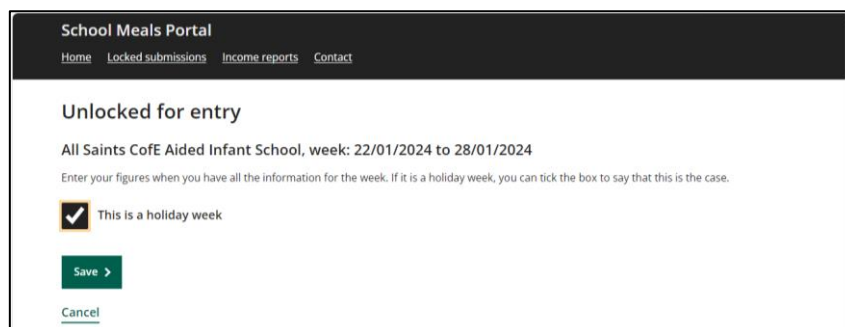 School Meals Portal
Home Locked submissions Income reports Contact
Unlocked for entry
All Saints CofE Aided Infant School, week: 22/01/2024 to 28/01/2024
Enter your figures when you have all the information for the week. If it is a holiday week, you can tick the box to say that this is the case.
This is a holiday week
Save
Cancel